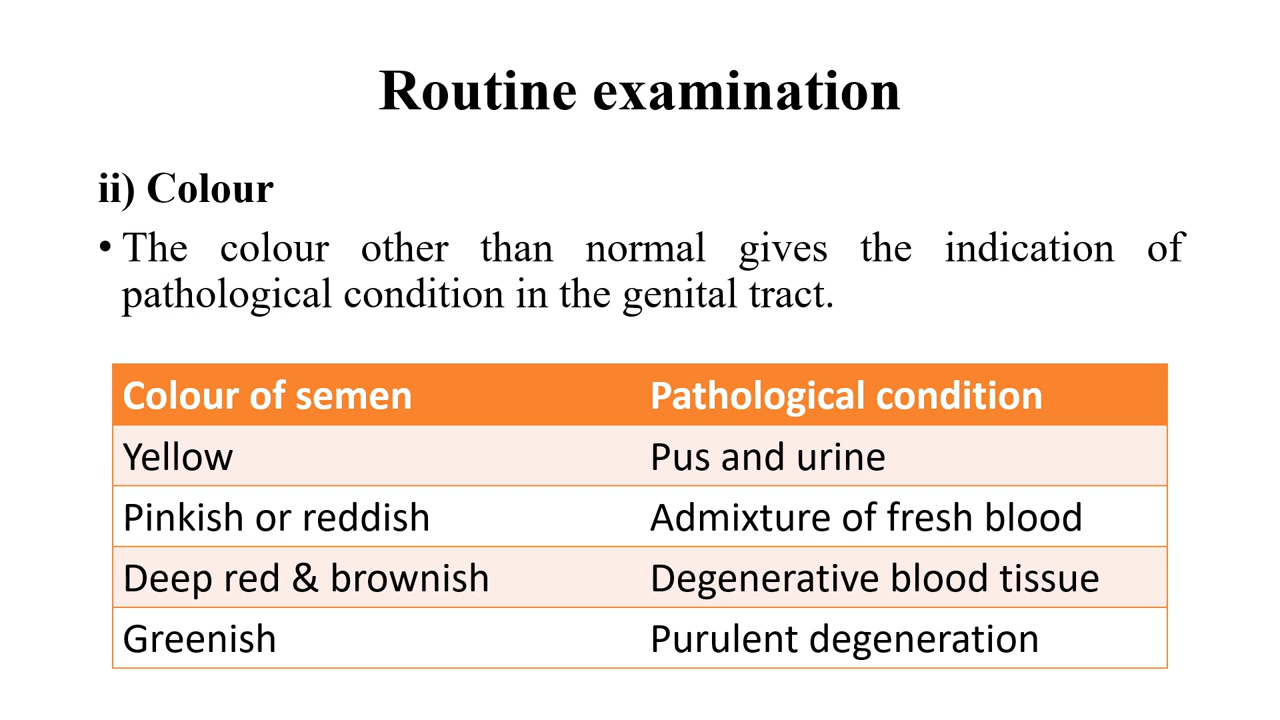 Routine examination
ii) Colour
• The colour other than normal gives the indication of
pathological condition in the genital tract.
Colour of semen Pathological condition
Yellow Pus and urine
Pinkish or reddish Admixture of fresh blood
Deep red & brownish Degenerative blood tissue
Greenish Purulent degeneration